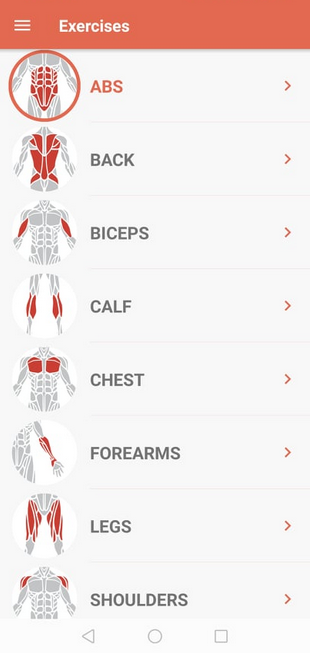 Exercises
ABS
BACK
BICEPS
CALF
CHEST
FOREARMS
LEGS
SHOULDERS